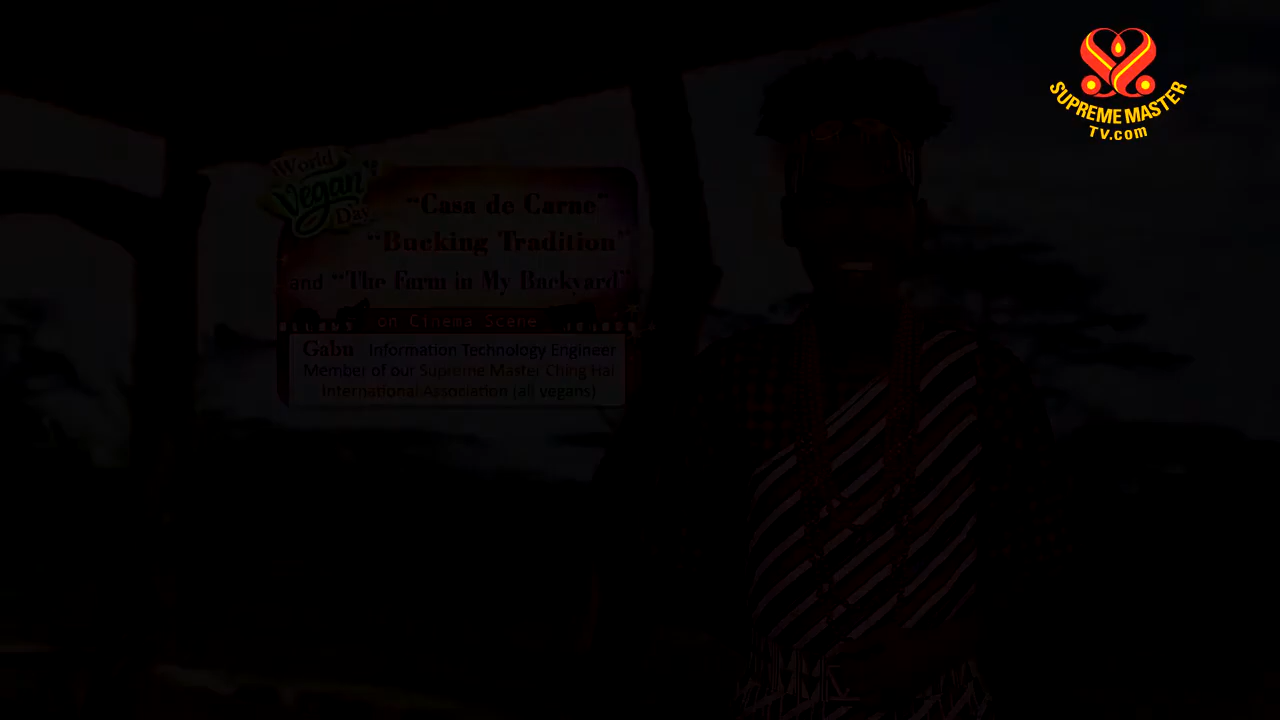 SUPREME MASTER
TV.com
World
Vegan
Day
"Casa de Carne"
"Bucking Tradition"
and "The Farm in My Backyard"
on Cinema Scene
Gabu Information Technology Engineer
Member of our Supreme Master Ching Hai
International Association (all vegans)